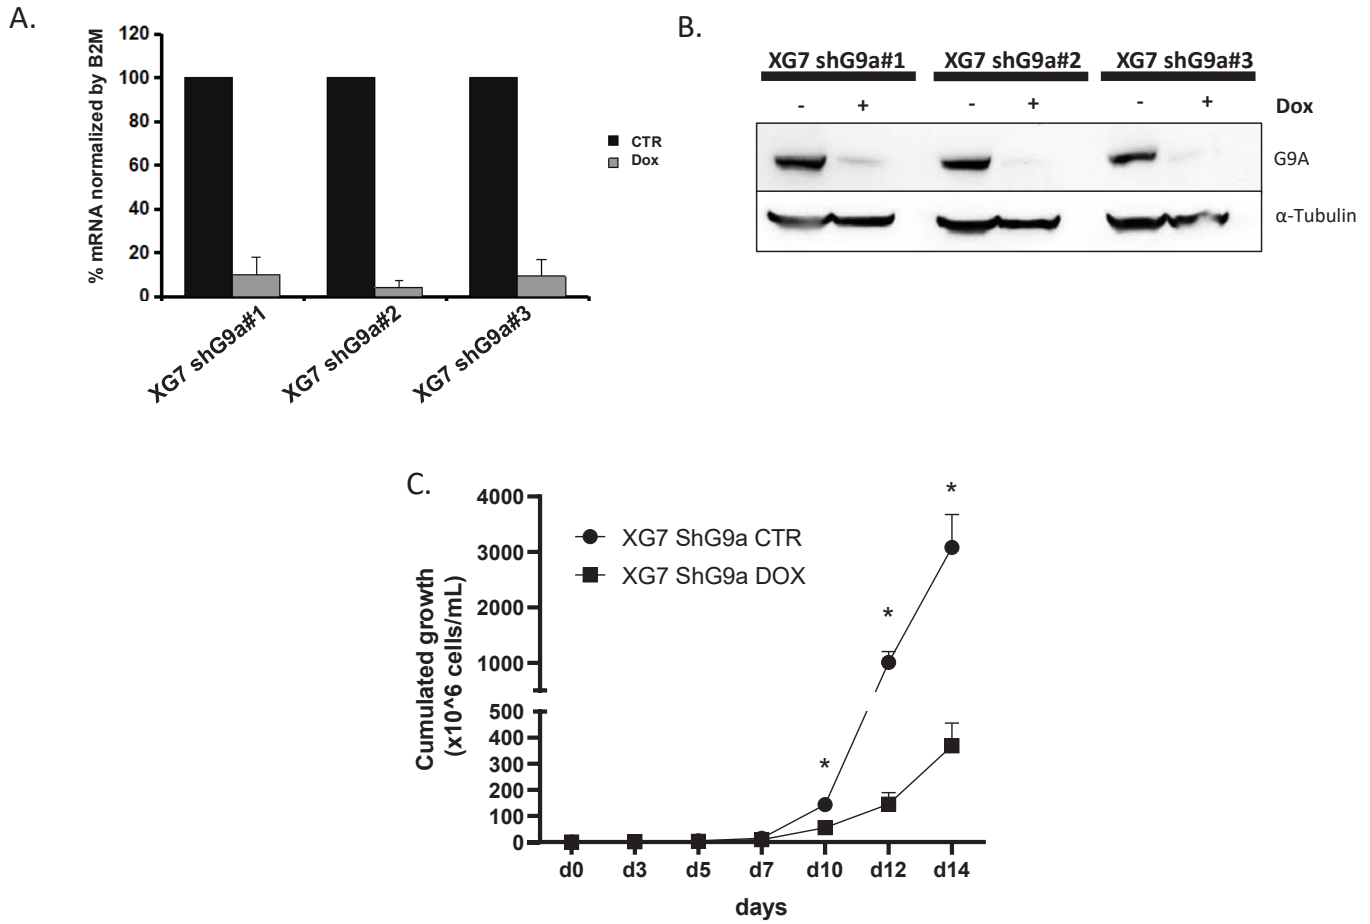 A.
% mRNA normalized by B2M
120
100
80
60
40
20
0
XG7 shG9a#1
XG7 shG9a#2
XG7 shG9a#3
CTR
Dox
B.
XG7 shG9a#1 XG7 shG9a#2 XG7 shG9a#3
- + - + - + Dox
G9A
α-Tubulin
C.
Cumulated growth
(x10^6 cells/mL)
4000
3000
2000
1000
500
400
300
200
100
0
XG7 ShG9a CTR
XG7 ShG9a DOX
*
*
*
d0 d3 d5 d7 d10 d12 d14
days